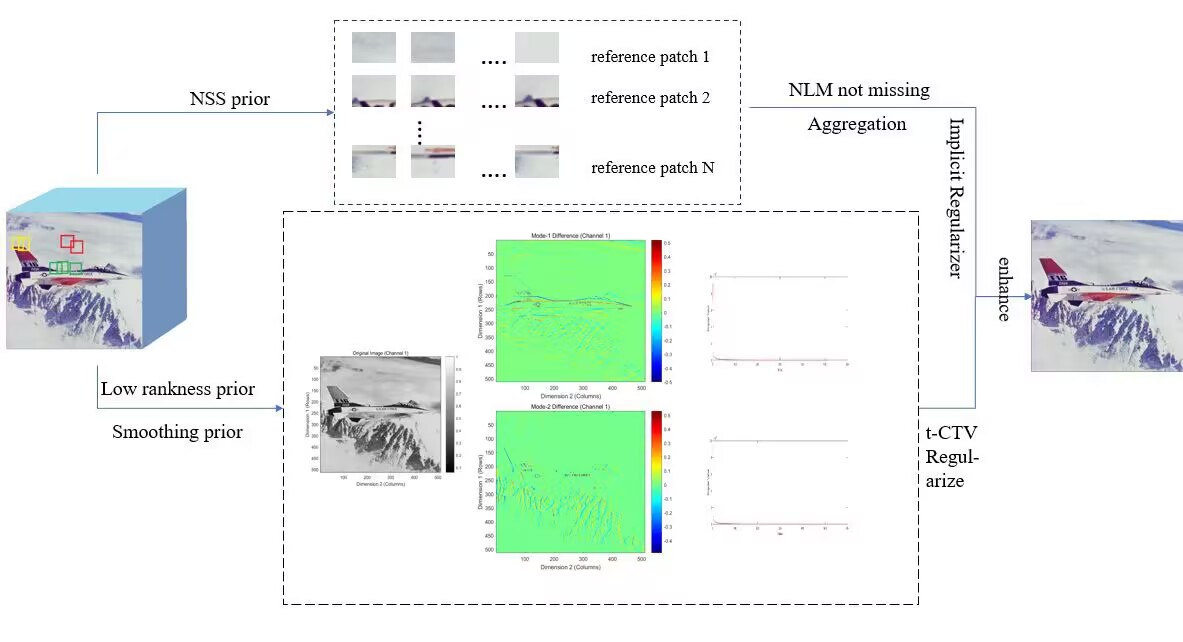 NSS prior
reference patch 1
reference patch 2
reference patch N
NLM not missing
Aggregation
Implicit Regularizer
enhance
Low rankness prior
Smoothing prior
t-CTV
Regul-
arize
Original Image (Channel 1)
Dimension 1 (Rows)
50
100
150
200
250
300
350
400
450
500
100 200 300 400 500
Dimension 2 (Columns)
1
0.9
0.8
0.7
0.6
0.5
0.4
0.3
0.2
0.1
Mode-1 Difference (Channel 1)
Dimension 1 (Rows)
50
100
150
200
250
300
350
400
450
500
100 200 300 400 500
Dimension 2 (Columns)
0.5
0.4
0.3
0.2
0.1
0
-0.1
-0.2
-0.3
-0.4
-0.5
Mode-2 Difference (Channel 1)
Dimension 1 (Rows)
50
100
150
200
250
300
350
400
450
500
100 200 300 400 500
Dimension 2 (Columns)
0.5
0.4
0.3
0.2
0.1
0
-0.1
-0.2
-0.3
-0.4